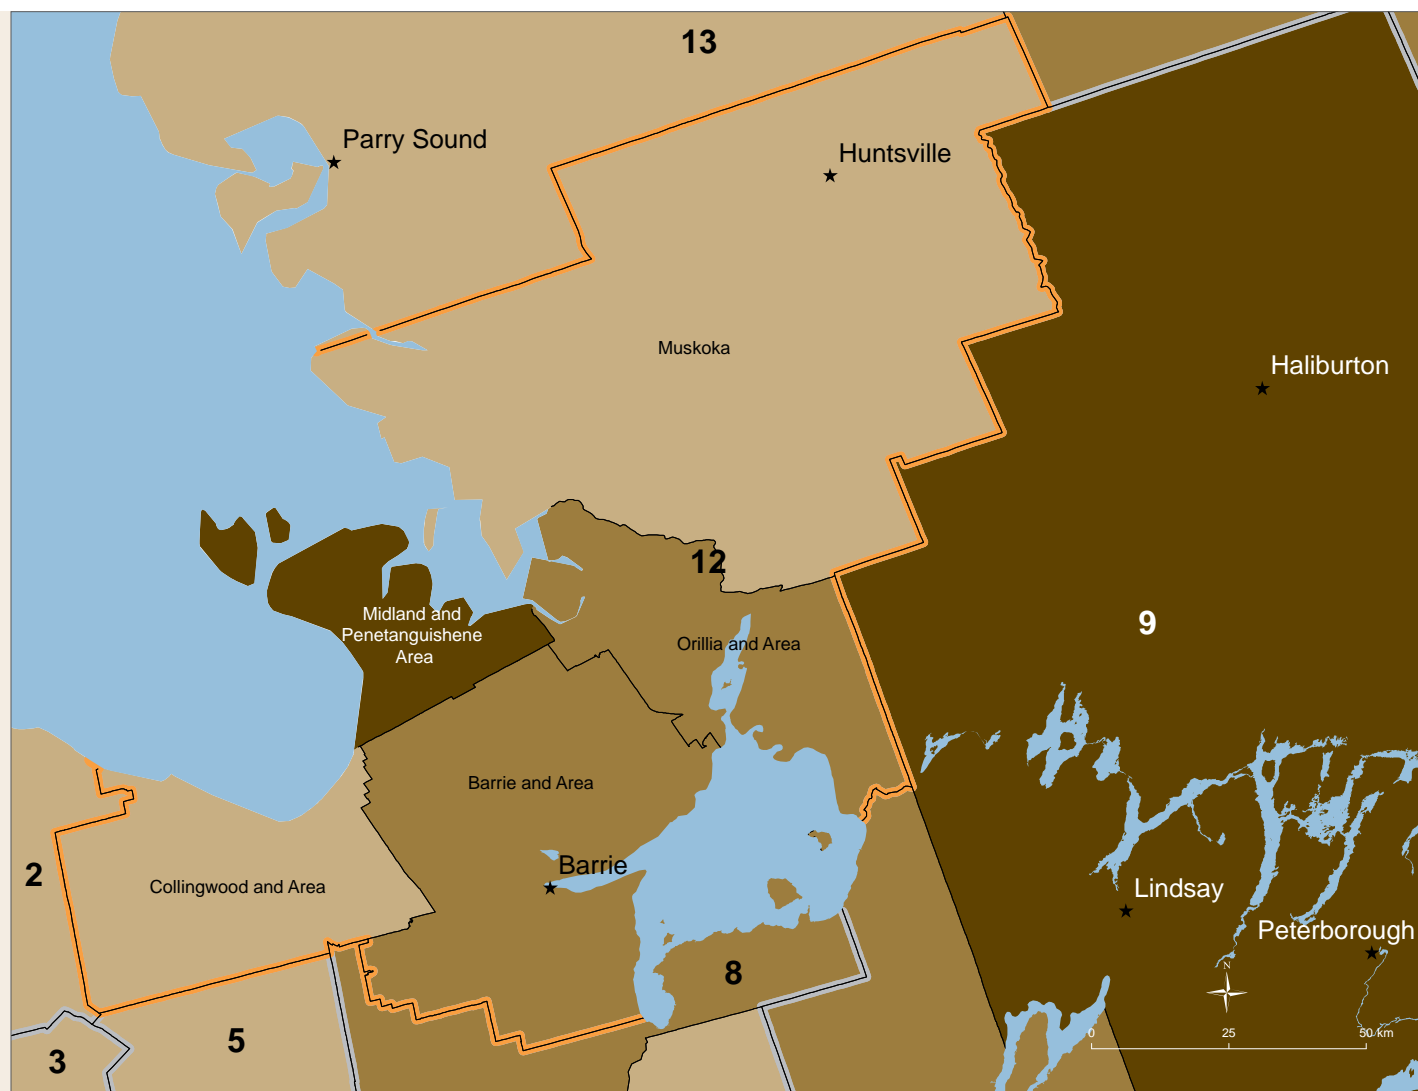 13
Parry Sound
Huntsville
Muskoka
Haliburton
12
Midland and
Penetanguishene
Area
Orillia and Area
9
Barrie and Area
Barrie
2
Collingwood and Area
Lindsay
Peterborough
N
8
5
3
0
25
50 km